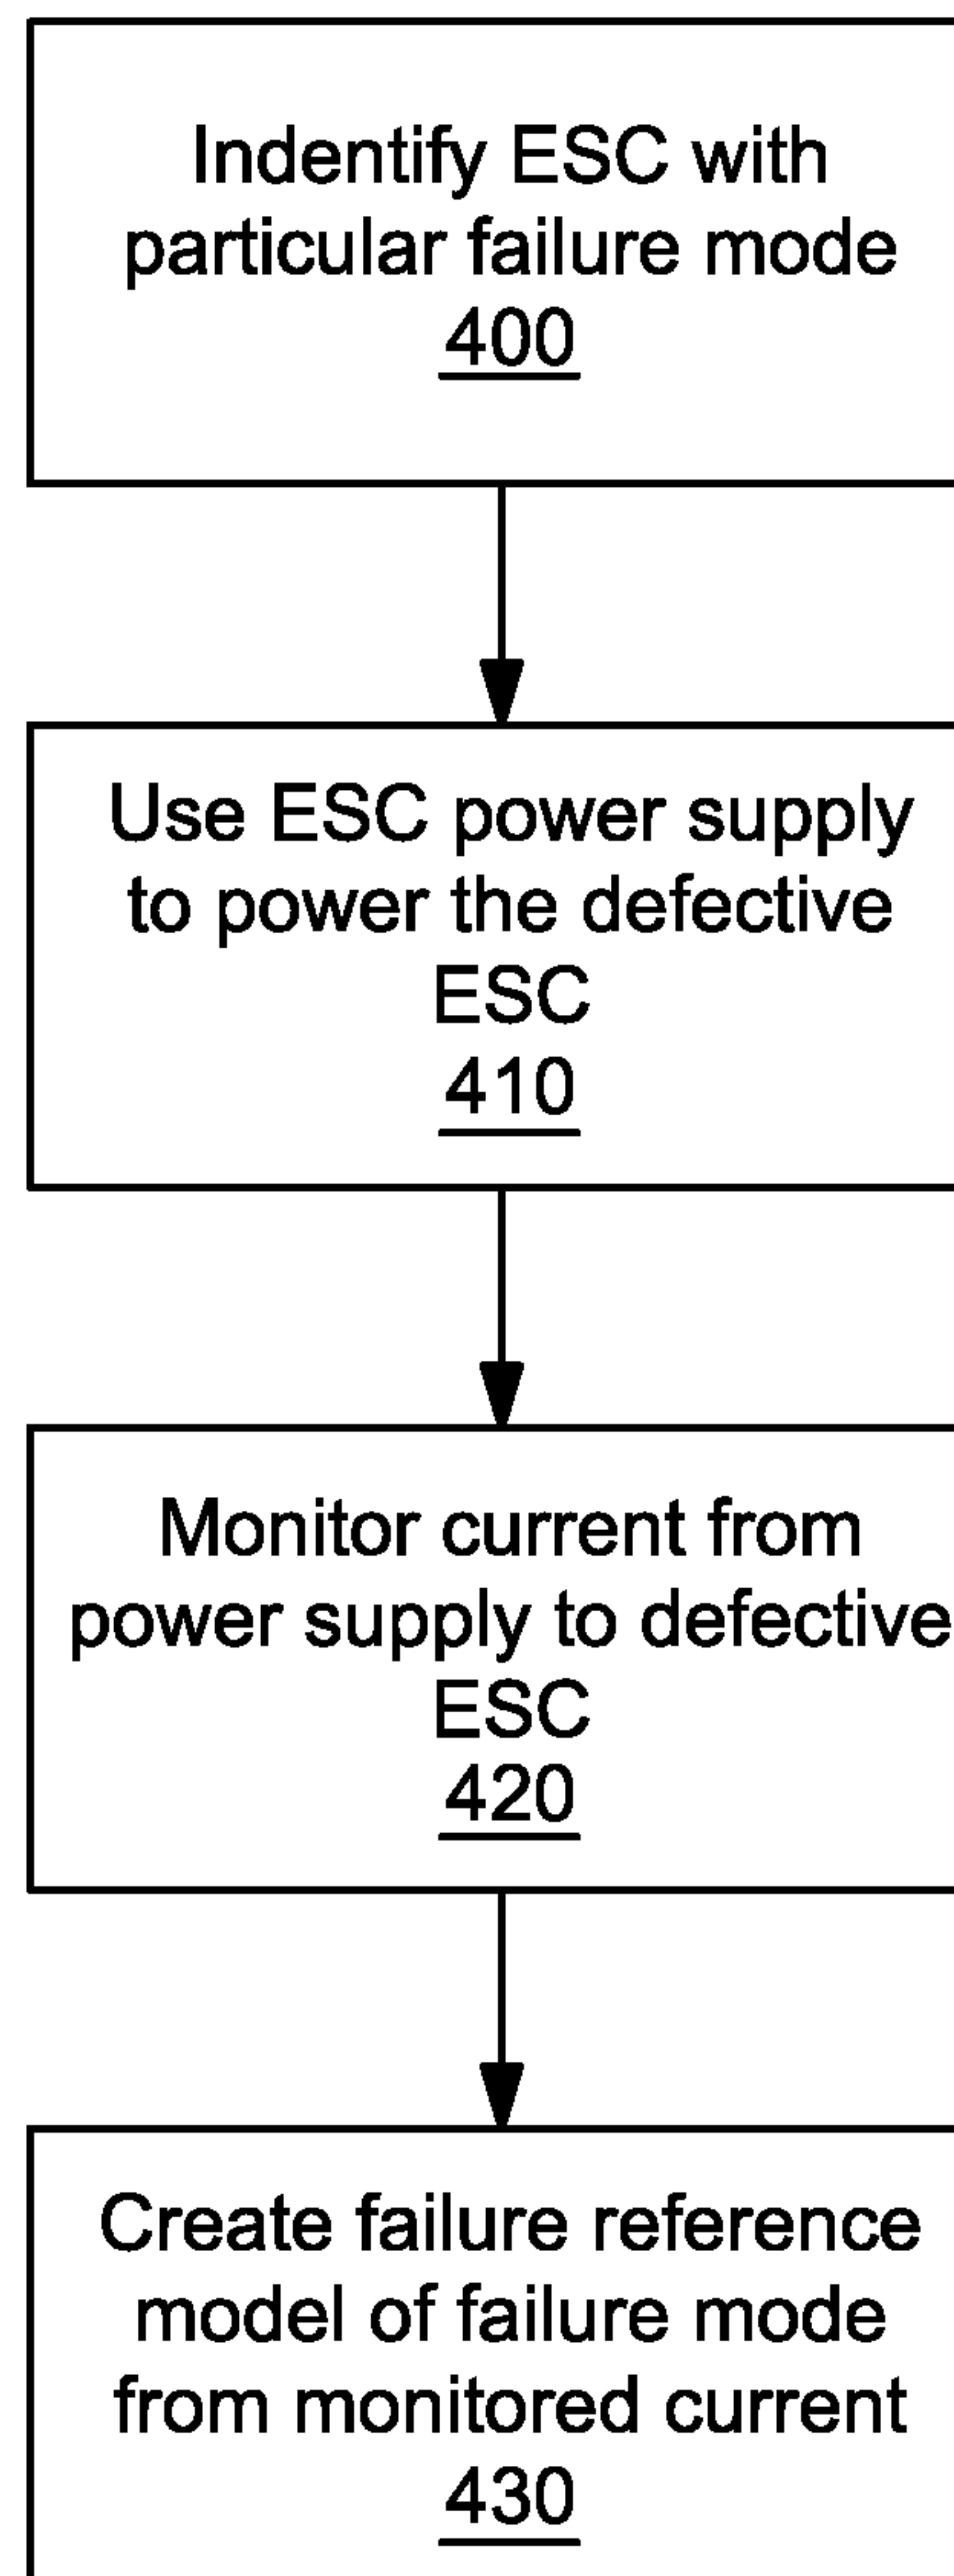 Indentify ESC with
particular failure mode
400
Use ESC power supply
to power the defective
ESC
410
Monitor current from
power supply to defective
ESC
420
Create failure reference
model of failure mode
from monitored current
430